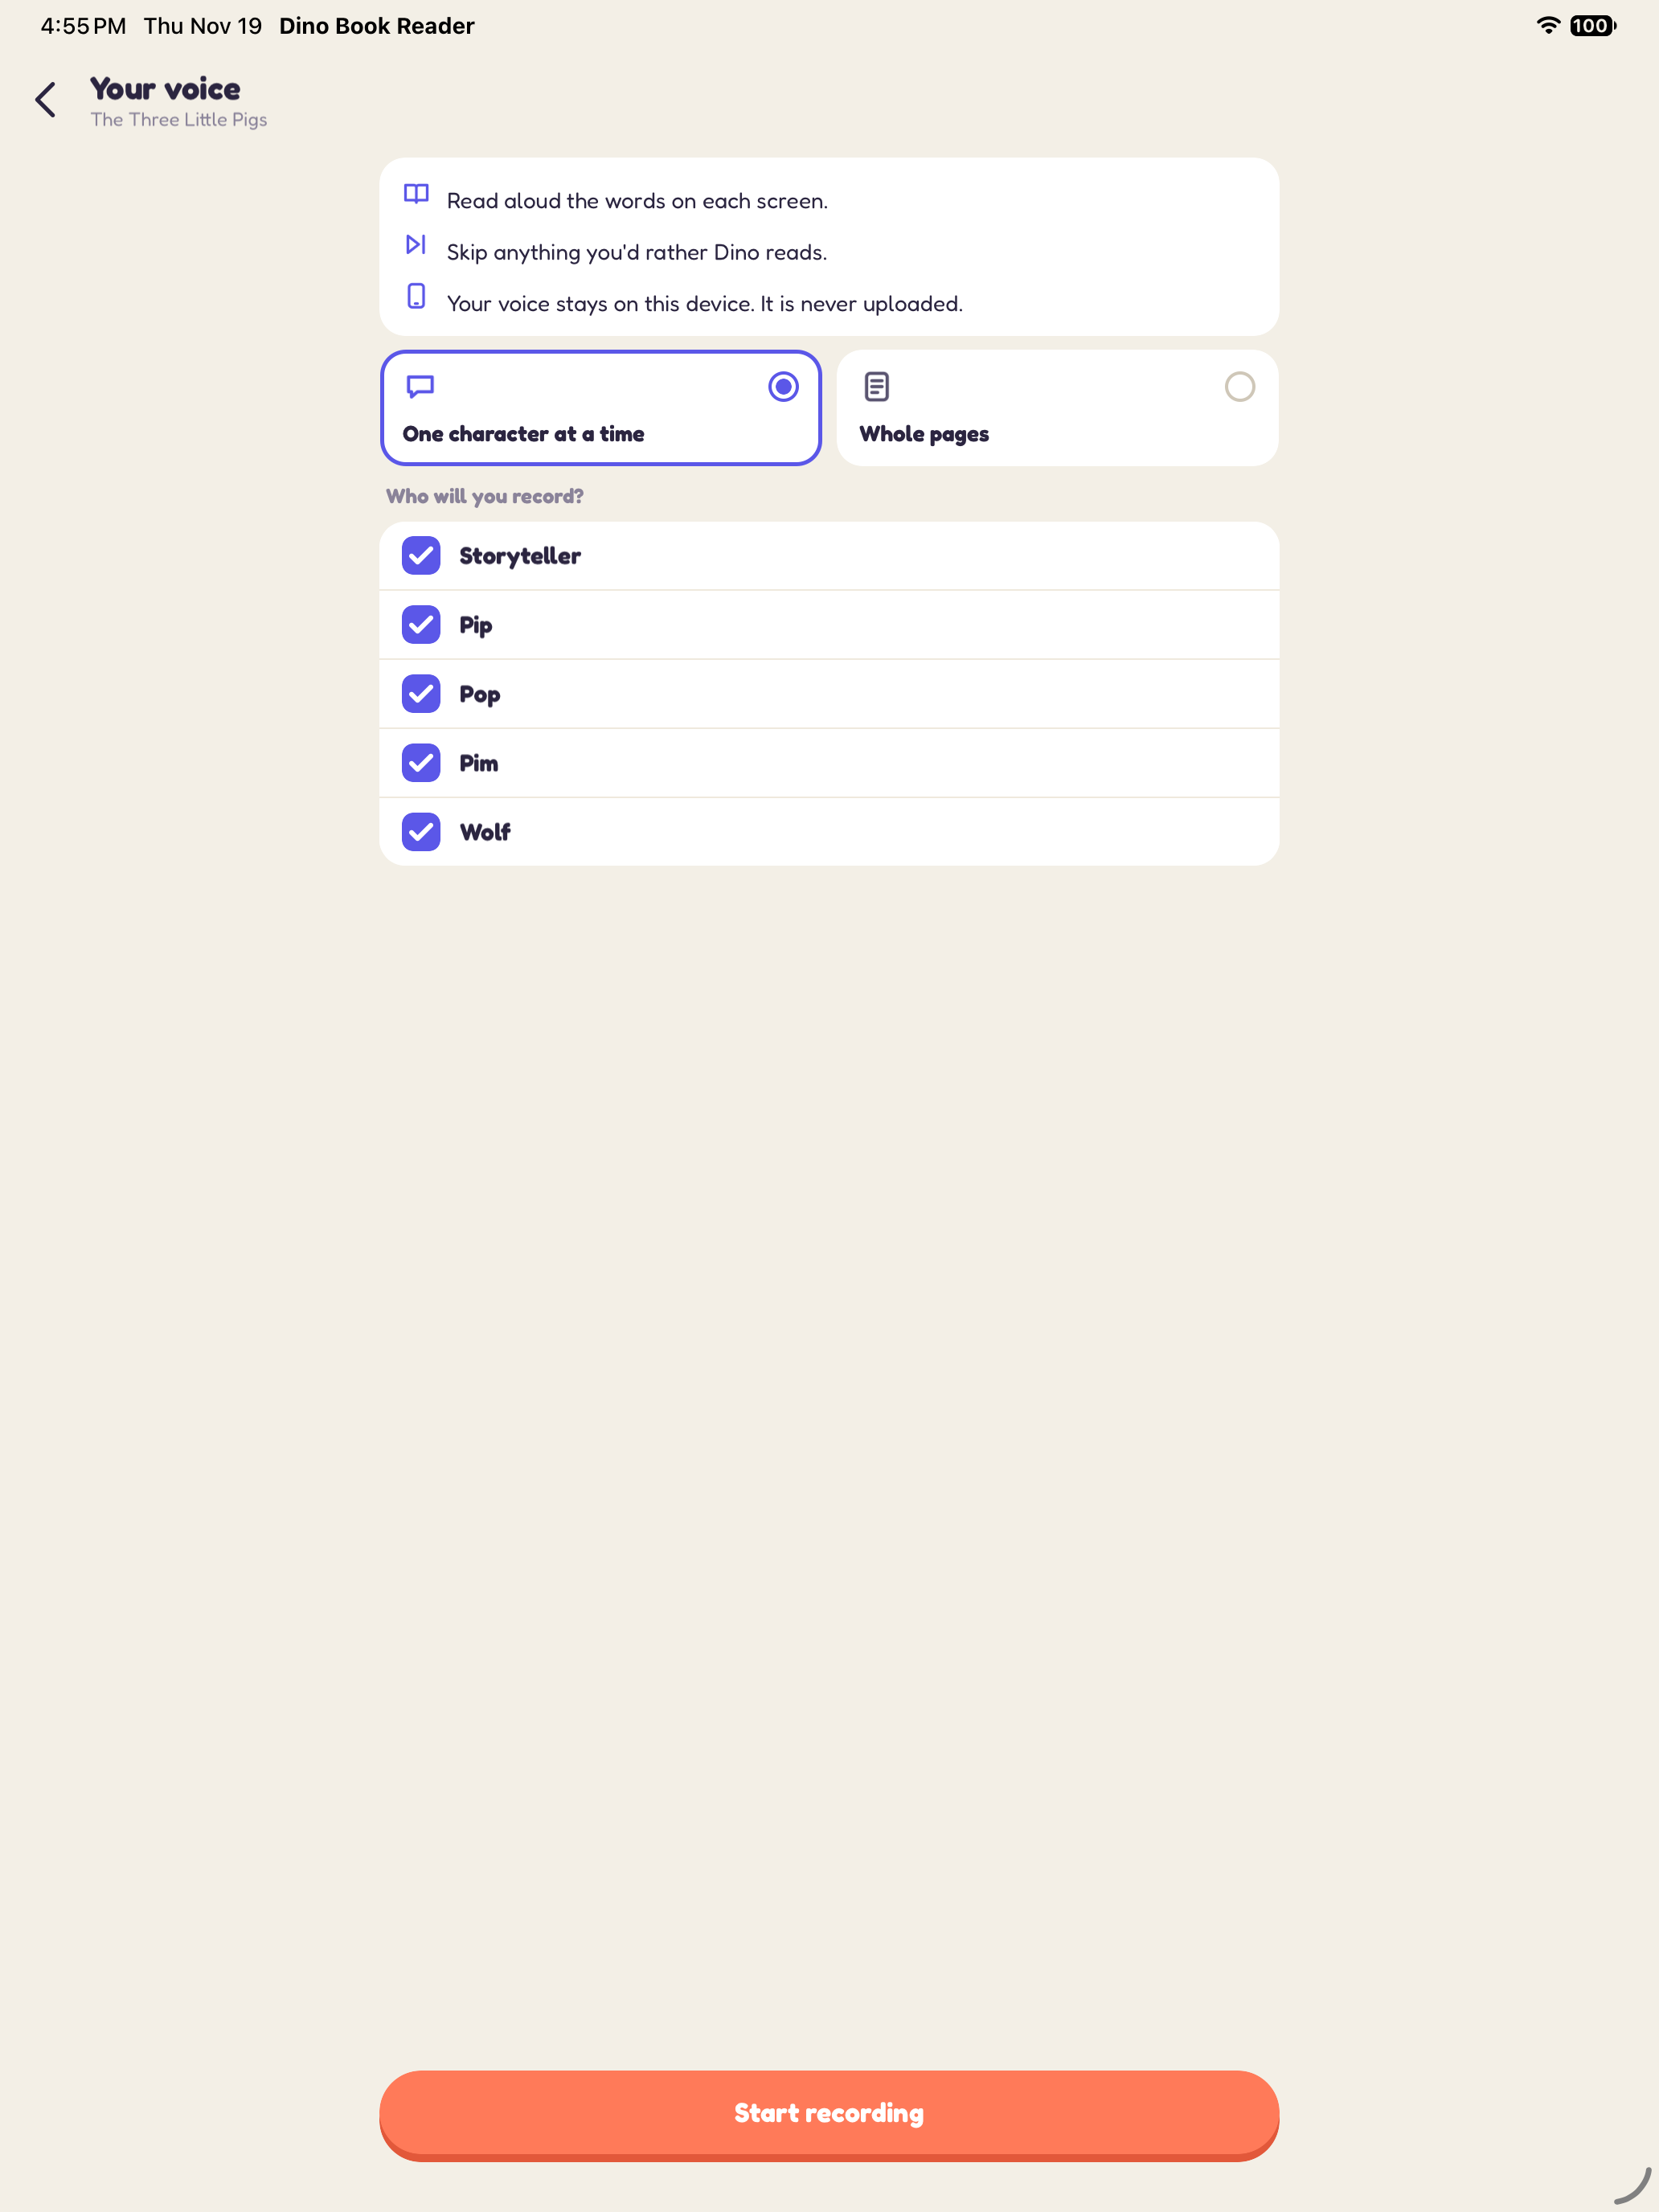 4:55 PM Thu Nov 19 Dino Book Reader 100
Your voice
The Three Little Pigs
Read aloud the words on each screen.
Skip anything you'd rather Dino reads.
Your voice stays on this device. It is never uploaded.
One character at a time
Whole pages
Who will you record?
Storyteller
Pip
Pop
Pim
Wolf
Start recording